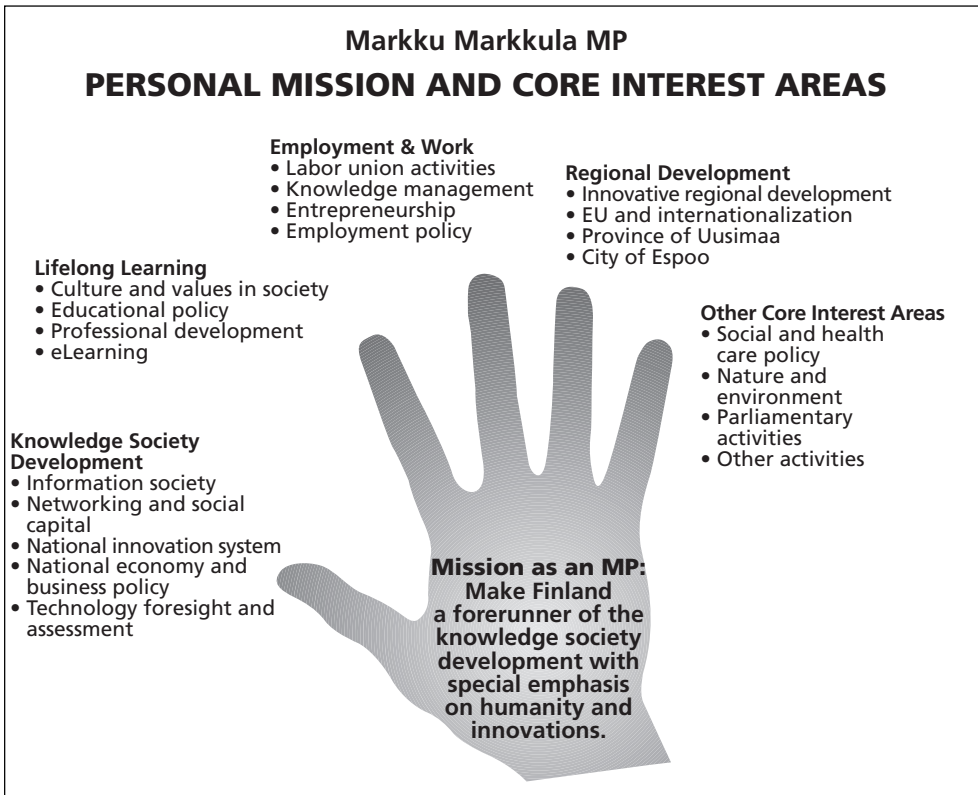 Markku Markkula MP
PERSONAL MISSION AND CORE INTEREST AREAS
Employment & Work
• Labor union activities
• Knowledge management
• Entrepreneurship
• Employment policy
Regional Development
• Innovative regional development
• EU and internationalization
• Province of Uusimaa
• City of Espoo
Lifelong Learning
• Culture and values in society
• Educational policy
• Professional development
• eLearning
Other Core Interest Areas
• Social and health
care policy
• Nature and
environment
• Parliamentary
activities
• Other activities
Knowledge Society
Development
• Information society
• Networking and social
capital
• National innovation system
• National economy and
business policy
• Technology foresight and
assessment
Mission as an MP:
Make Finland
a forerunner of the
knowledge society
development with
special emphasis
on humanity and
innovations.